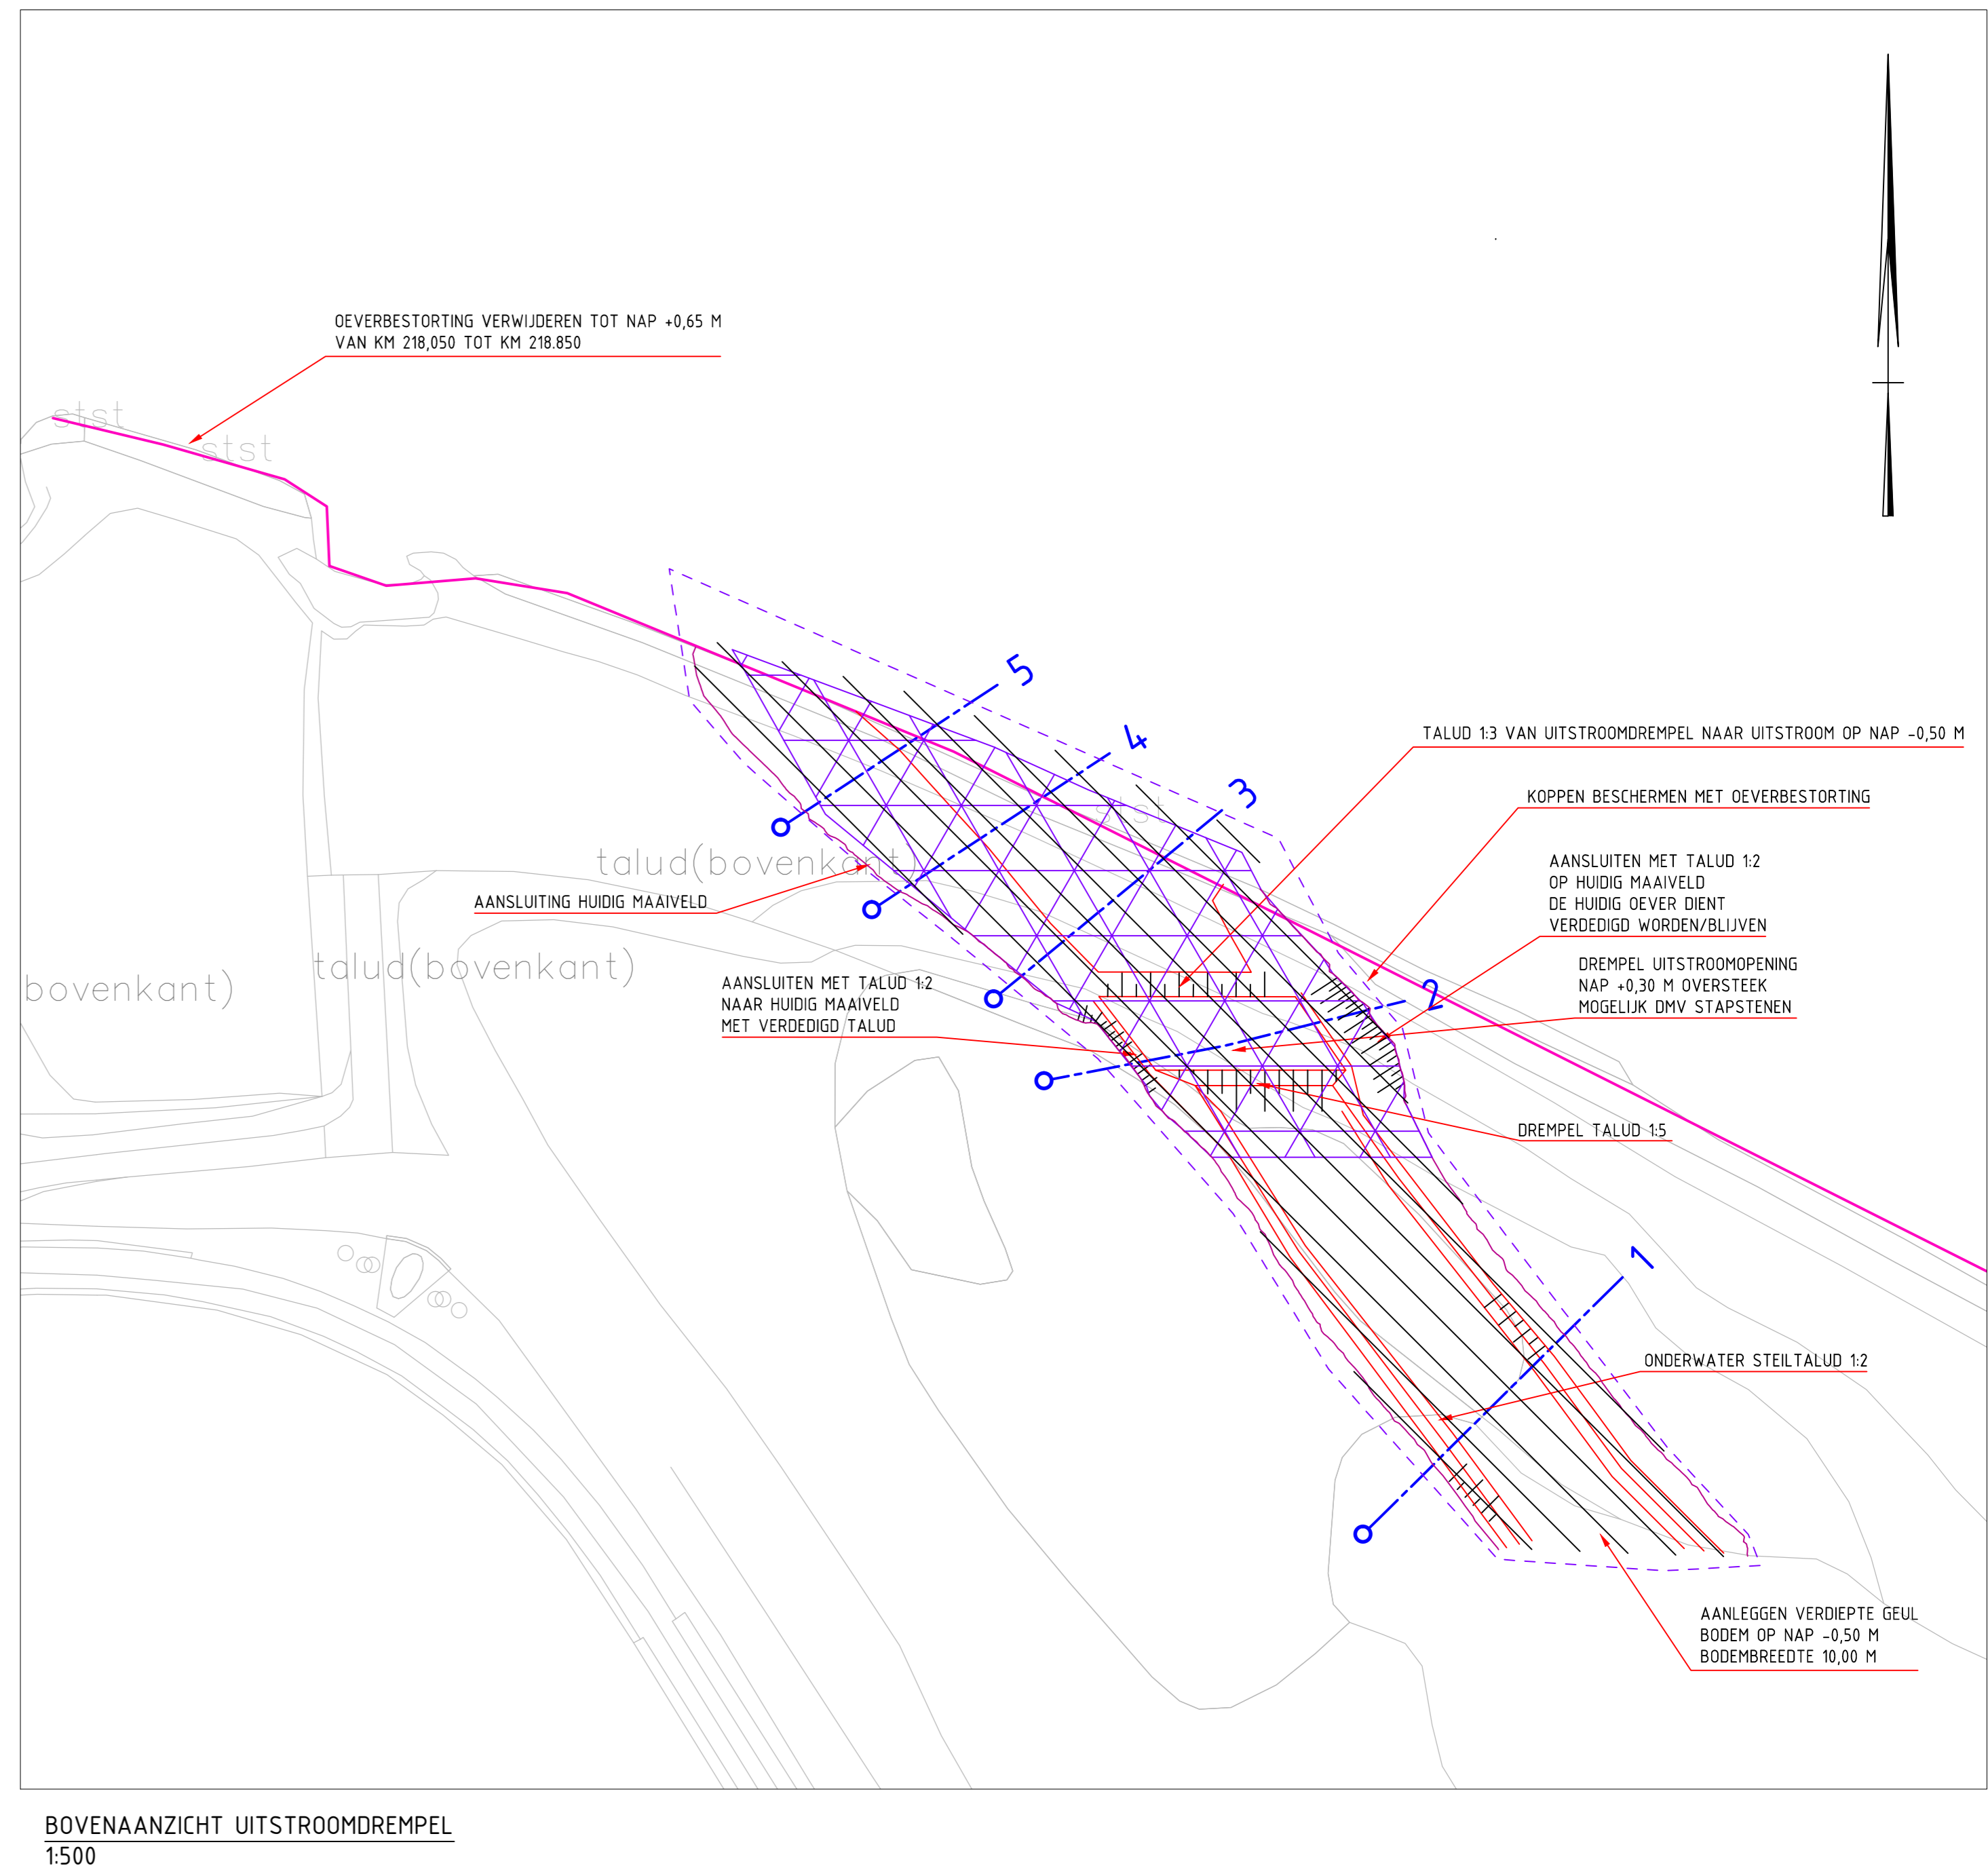 OEVERBESTORTING VERWIJDEREN TOT NAP +0,65 M
VAN KM 218,050 TOT KM 218.850
stst
stst
5
4
3
TALUD 1:3 VAN UITSTROOMDREMPEL NAAR UITSTROOM OP NAP -0,50 M
stst
KOPPEN BESCHERMEN MET OEVERBESTORTING
talud(bovenkant)
AANSLUITEN MET TALUD 1:2
OP HUIDIG MAAIVELD
DE HUIDIG OEVER DIENT
VERDEDIGD WORDEN/BLIJVEN
AANSLUITING HUIDIG MAAIVELD
talud(bovenkant)
bovenkant)
AANSLUITEN MET TALUD 1:2
NAAR HUIDIG MAAIVELD
MET VERDEDIGD TALUD
DREMPEL UITSTROOMOPENING
NAP +0,30 M OVERSTEEK
MOGELIJK DMV STAPSTENEN
2
DREMPEL TALUD 1:5
1
ONDERWATER STEILTALUD 1:2
AANLEGGEN VERDIEPTE GEUL
BODEM OP NAP -0,50 M
BODEMBREEDTE 10,00 M
BOVENAANZICHT UITSTROOMDREMPEL
1:500